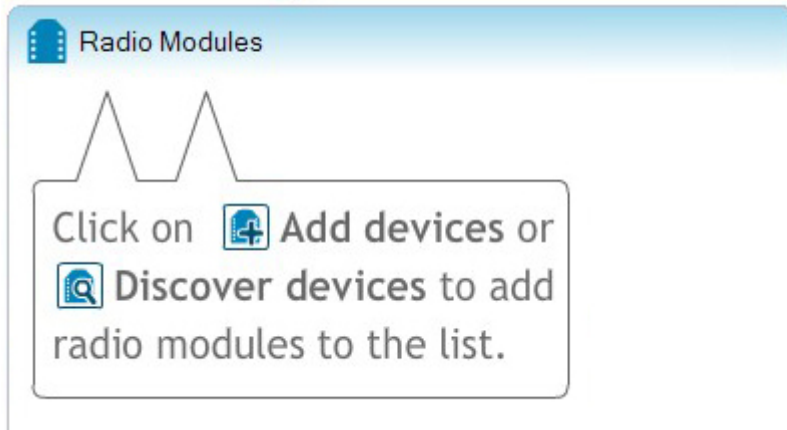 Radio Modules
Click on Add devices or
Discover devices to add
radio modules to the list.